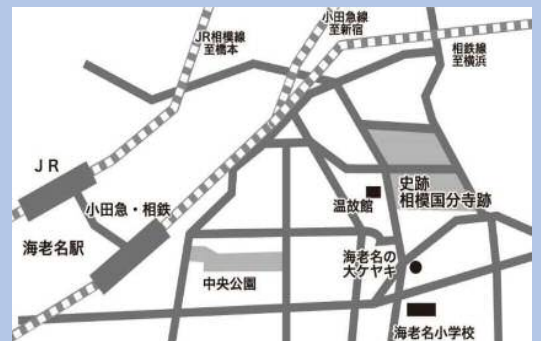 小田急線
至新宿
JR相模線
至橋本
相鉄線
至横浜
JR
小田急・相鉄
海老名駅
温故館
史跡
相模国分寺跡
海老名の
大ケヤキ
中央公園
海老名小学校